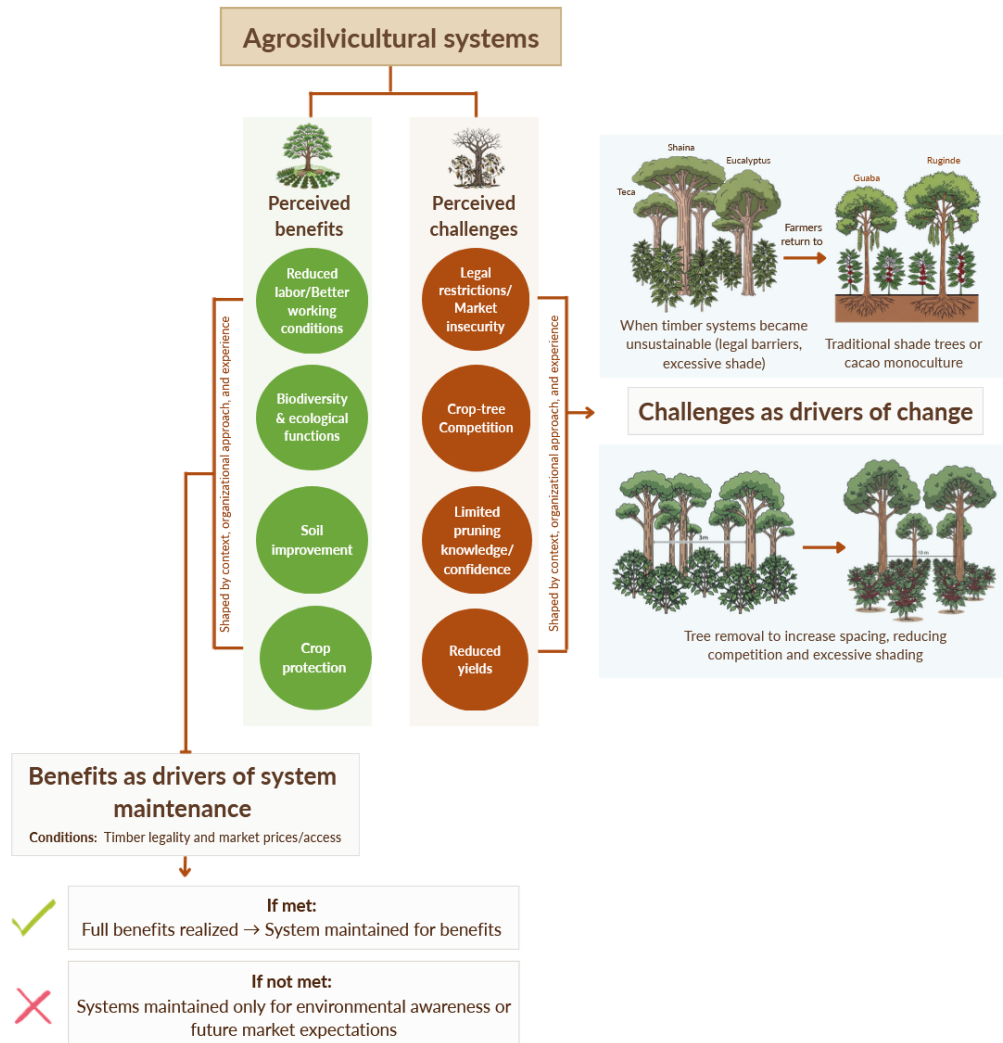 Agrosilvicultural systems
Perceived
benefits
Reduced
labor/Better
working
conditions
Biodiversity
& ecological
functions
Soil
improvement
Crop
protection
Shaped by context, organizational approach, and experience
Perceived
challenges
Legal
restrictions/
Market
insecurity
Crop-tree
Competition
Limited
pruning
knowledge/
confidence
Reduced
yields
Shaped by context, organizational approach, and experience
Shaina
Eucalyptus
Teca
Farmers
return to
Ruginde
Guaba
When timber systems became
unsustainable (legal barriers,
excessive shade)
Traditional shade trees or
cacao monoculture
Challenges as drivers of change
3m
10 m
Tree removal to increase spacing, reducing
competition and excessive shading
Benefits as drivers of system
maintenance
Conditions: Timber legality and market prices/access
If met:
Full benefits realized → System maintained for benefits
If not met:
Systems maintained only for environmental awareness or
future market expectations